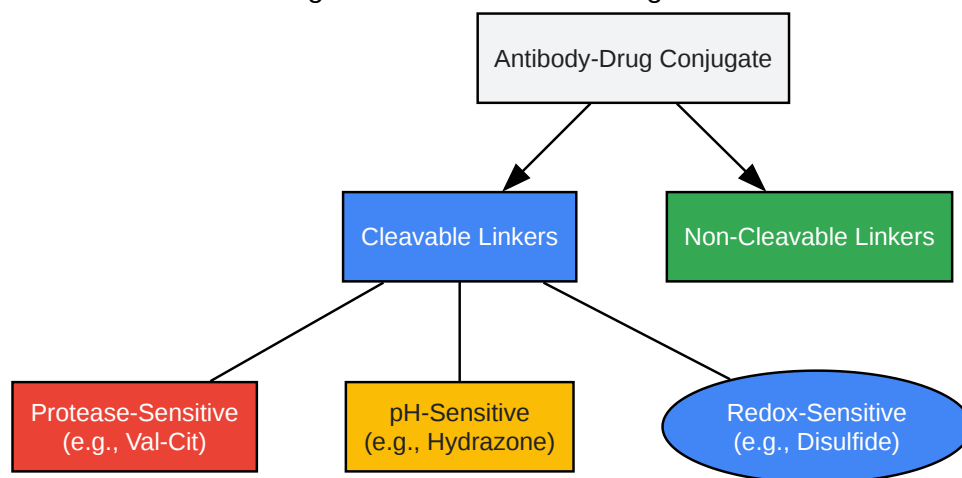 Antibody-Drug Conjugate
Cleavable Linkers
Non-Cleavable Linkers
Protease-Sensitive
(e.g., Val-Cit)
pH-Sensitive
(e.g., Hydrazone)
Redox-Sensitive
(e.g., Disulfide)